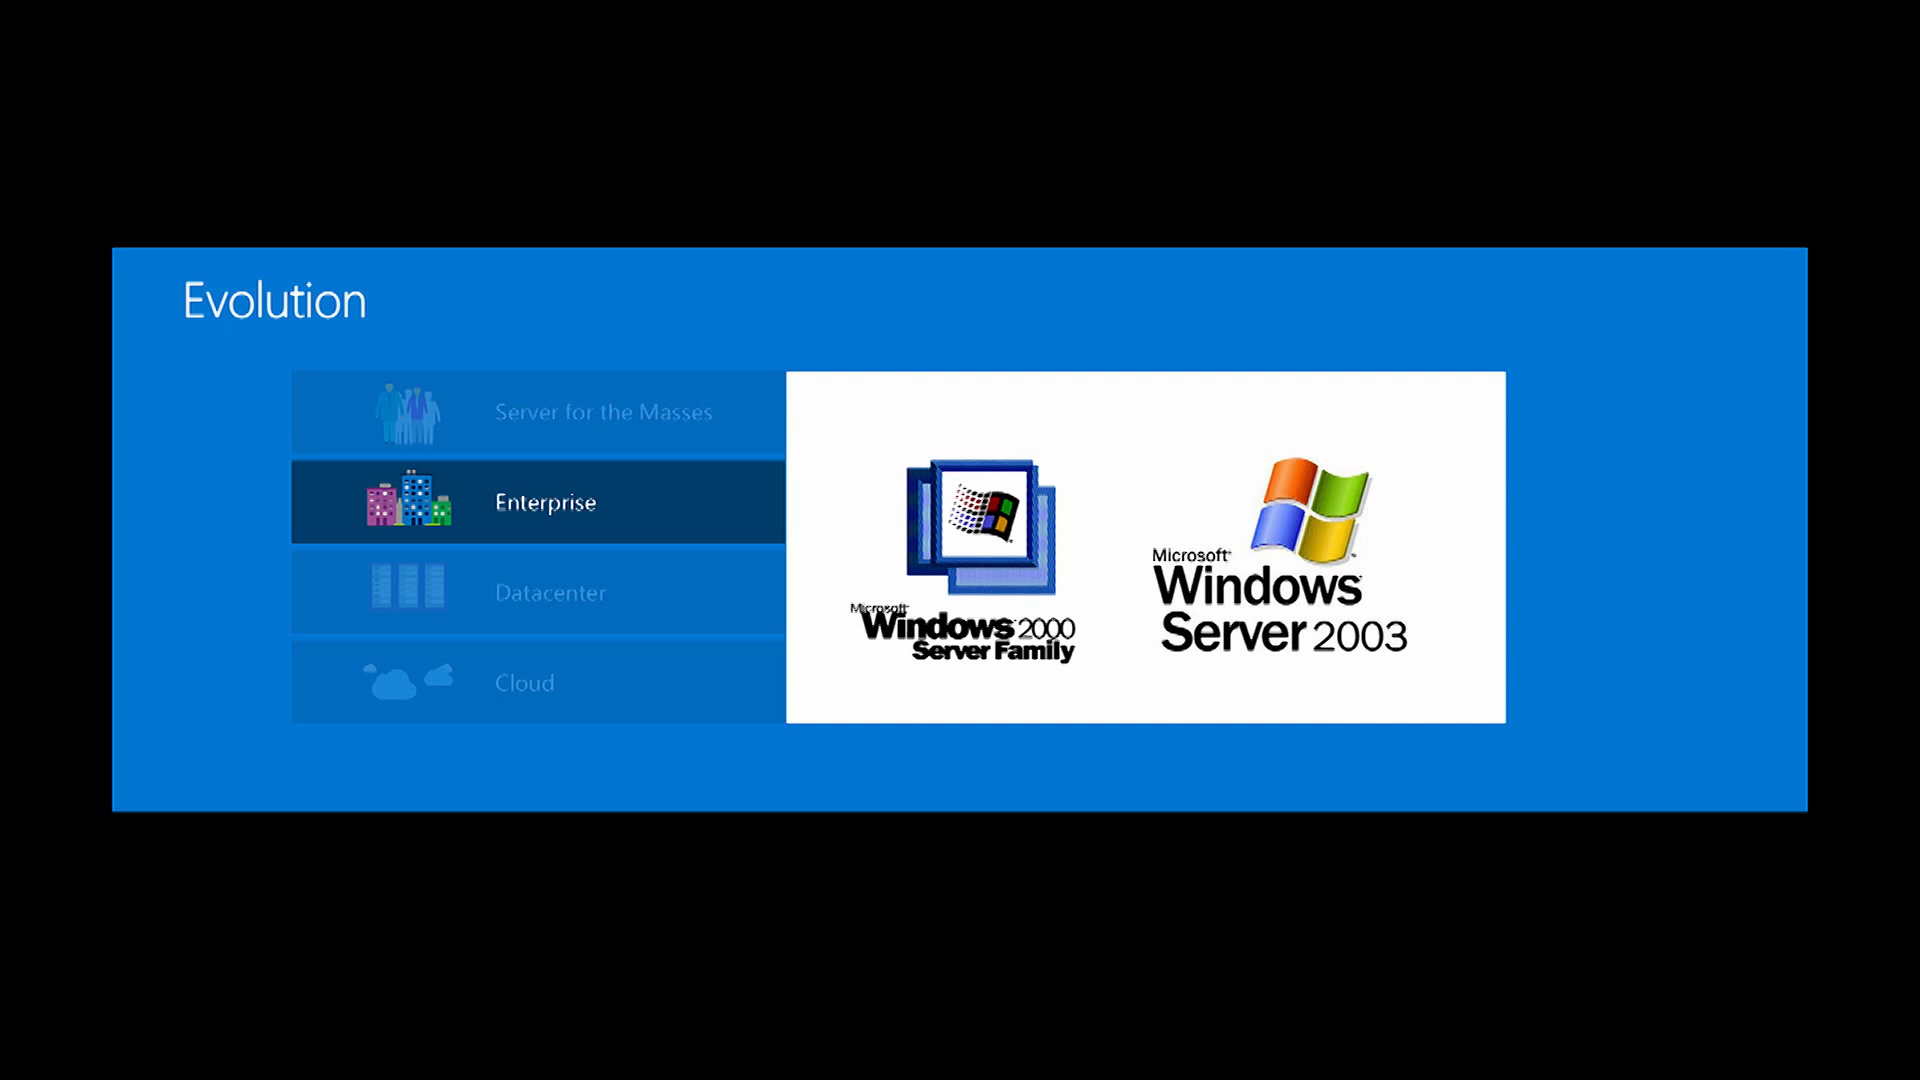 Evolution
Server for the Masses
Enterprise
Datacenter
Cloud
Microsoft
Windows 2000
Server Family
Microsoft
Windows
Server 2003